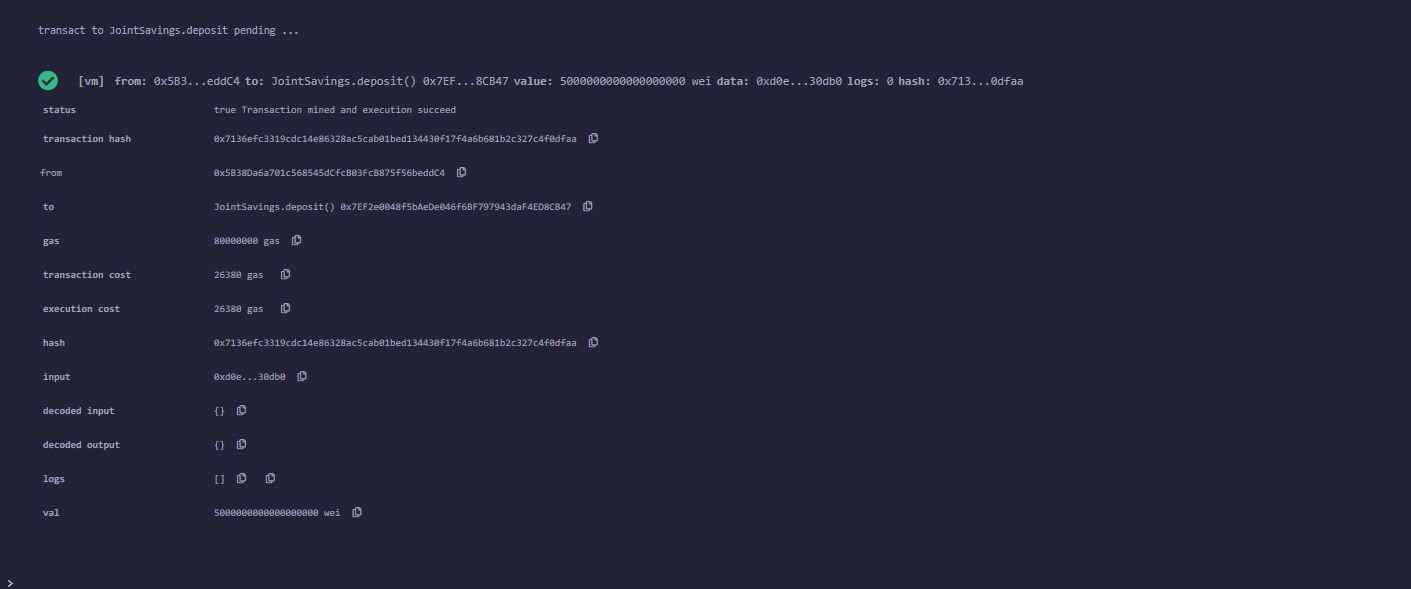 transact to JointSavings.deposit pending ...
[vm] from: 0x5B3...eddC4 to: JointSavings.deposit() 0x7EF...8CB47 value: 5000000000000000000 wei data: 0xd0e...30db0 logs: 0 hash: 0x713...0dfaa
status true Transaction mined and execution succeed
transaction hash 0x7136efc3319cdc14e86328ac5cab01bed134430f17f4a6b681b2c327c4f0dfaa
from 0x5B38Da6a701c568545dCfcB03FcB875f56beddC4
to JointSavings.deposit() 0x7EF2e0048f5bAeDe046f6BF797943daF4ED8CB47
gas 80000000 gas
transaction cost 26380 gas
execution cost 26380 gas
hash 0x7136efc3319cdc14e86328ac5cab01bed134430f17f4a6b681b2c327c4f0dfaa
input 0xd0e...30db0
decoded input {}
decoded output {}
logs []
val 5000000000000000000 wei
>